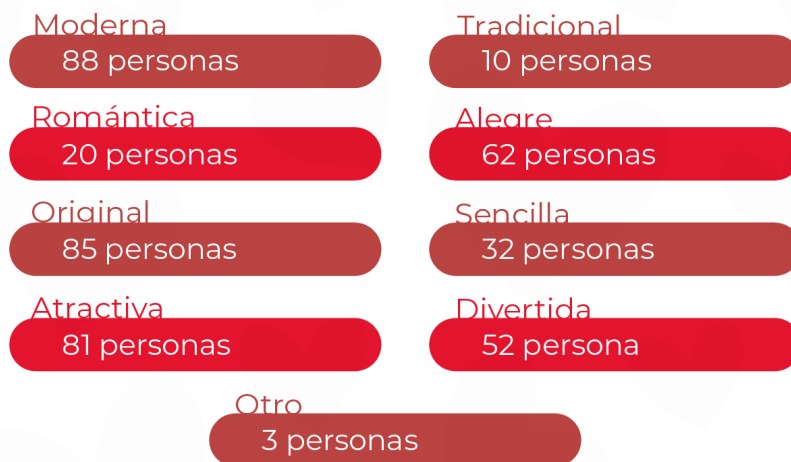 Moderna
88 personas
Tradicional
10 personas
Romántica
20 personas
Alegre
62 personas
Original
85 personas
Sencilla
32 personas
Atractiva
81 personas
Divertida
52 persona
Otro
3 personas